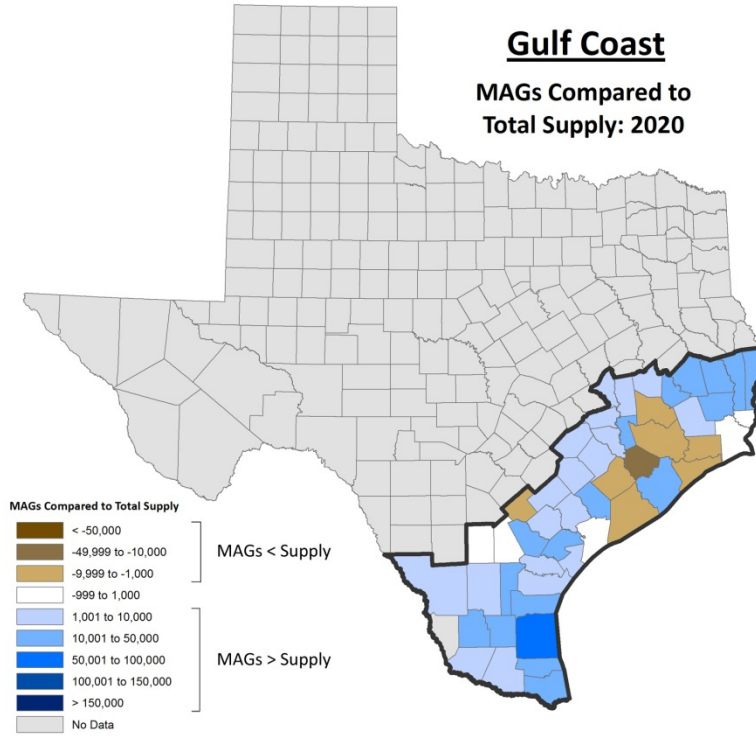 Gulf Coast
MAGs Compared to
Total Supply: 2020
MAGs Compared to Total Supply
< -50,000
-49,999 to -10,000
-9,999 to -1,000
-999 to 1,000
1,001 to 10,000
10,001 to 50,000
50,001 to 100,000
100,001 to 150,000
> 150,000
No Data
MAGs < Supply
MAGs > Supply